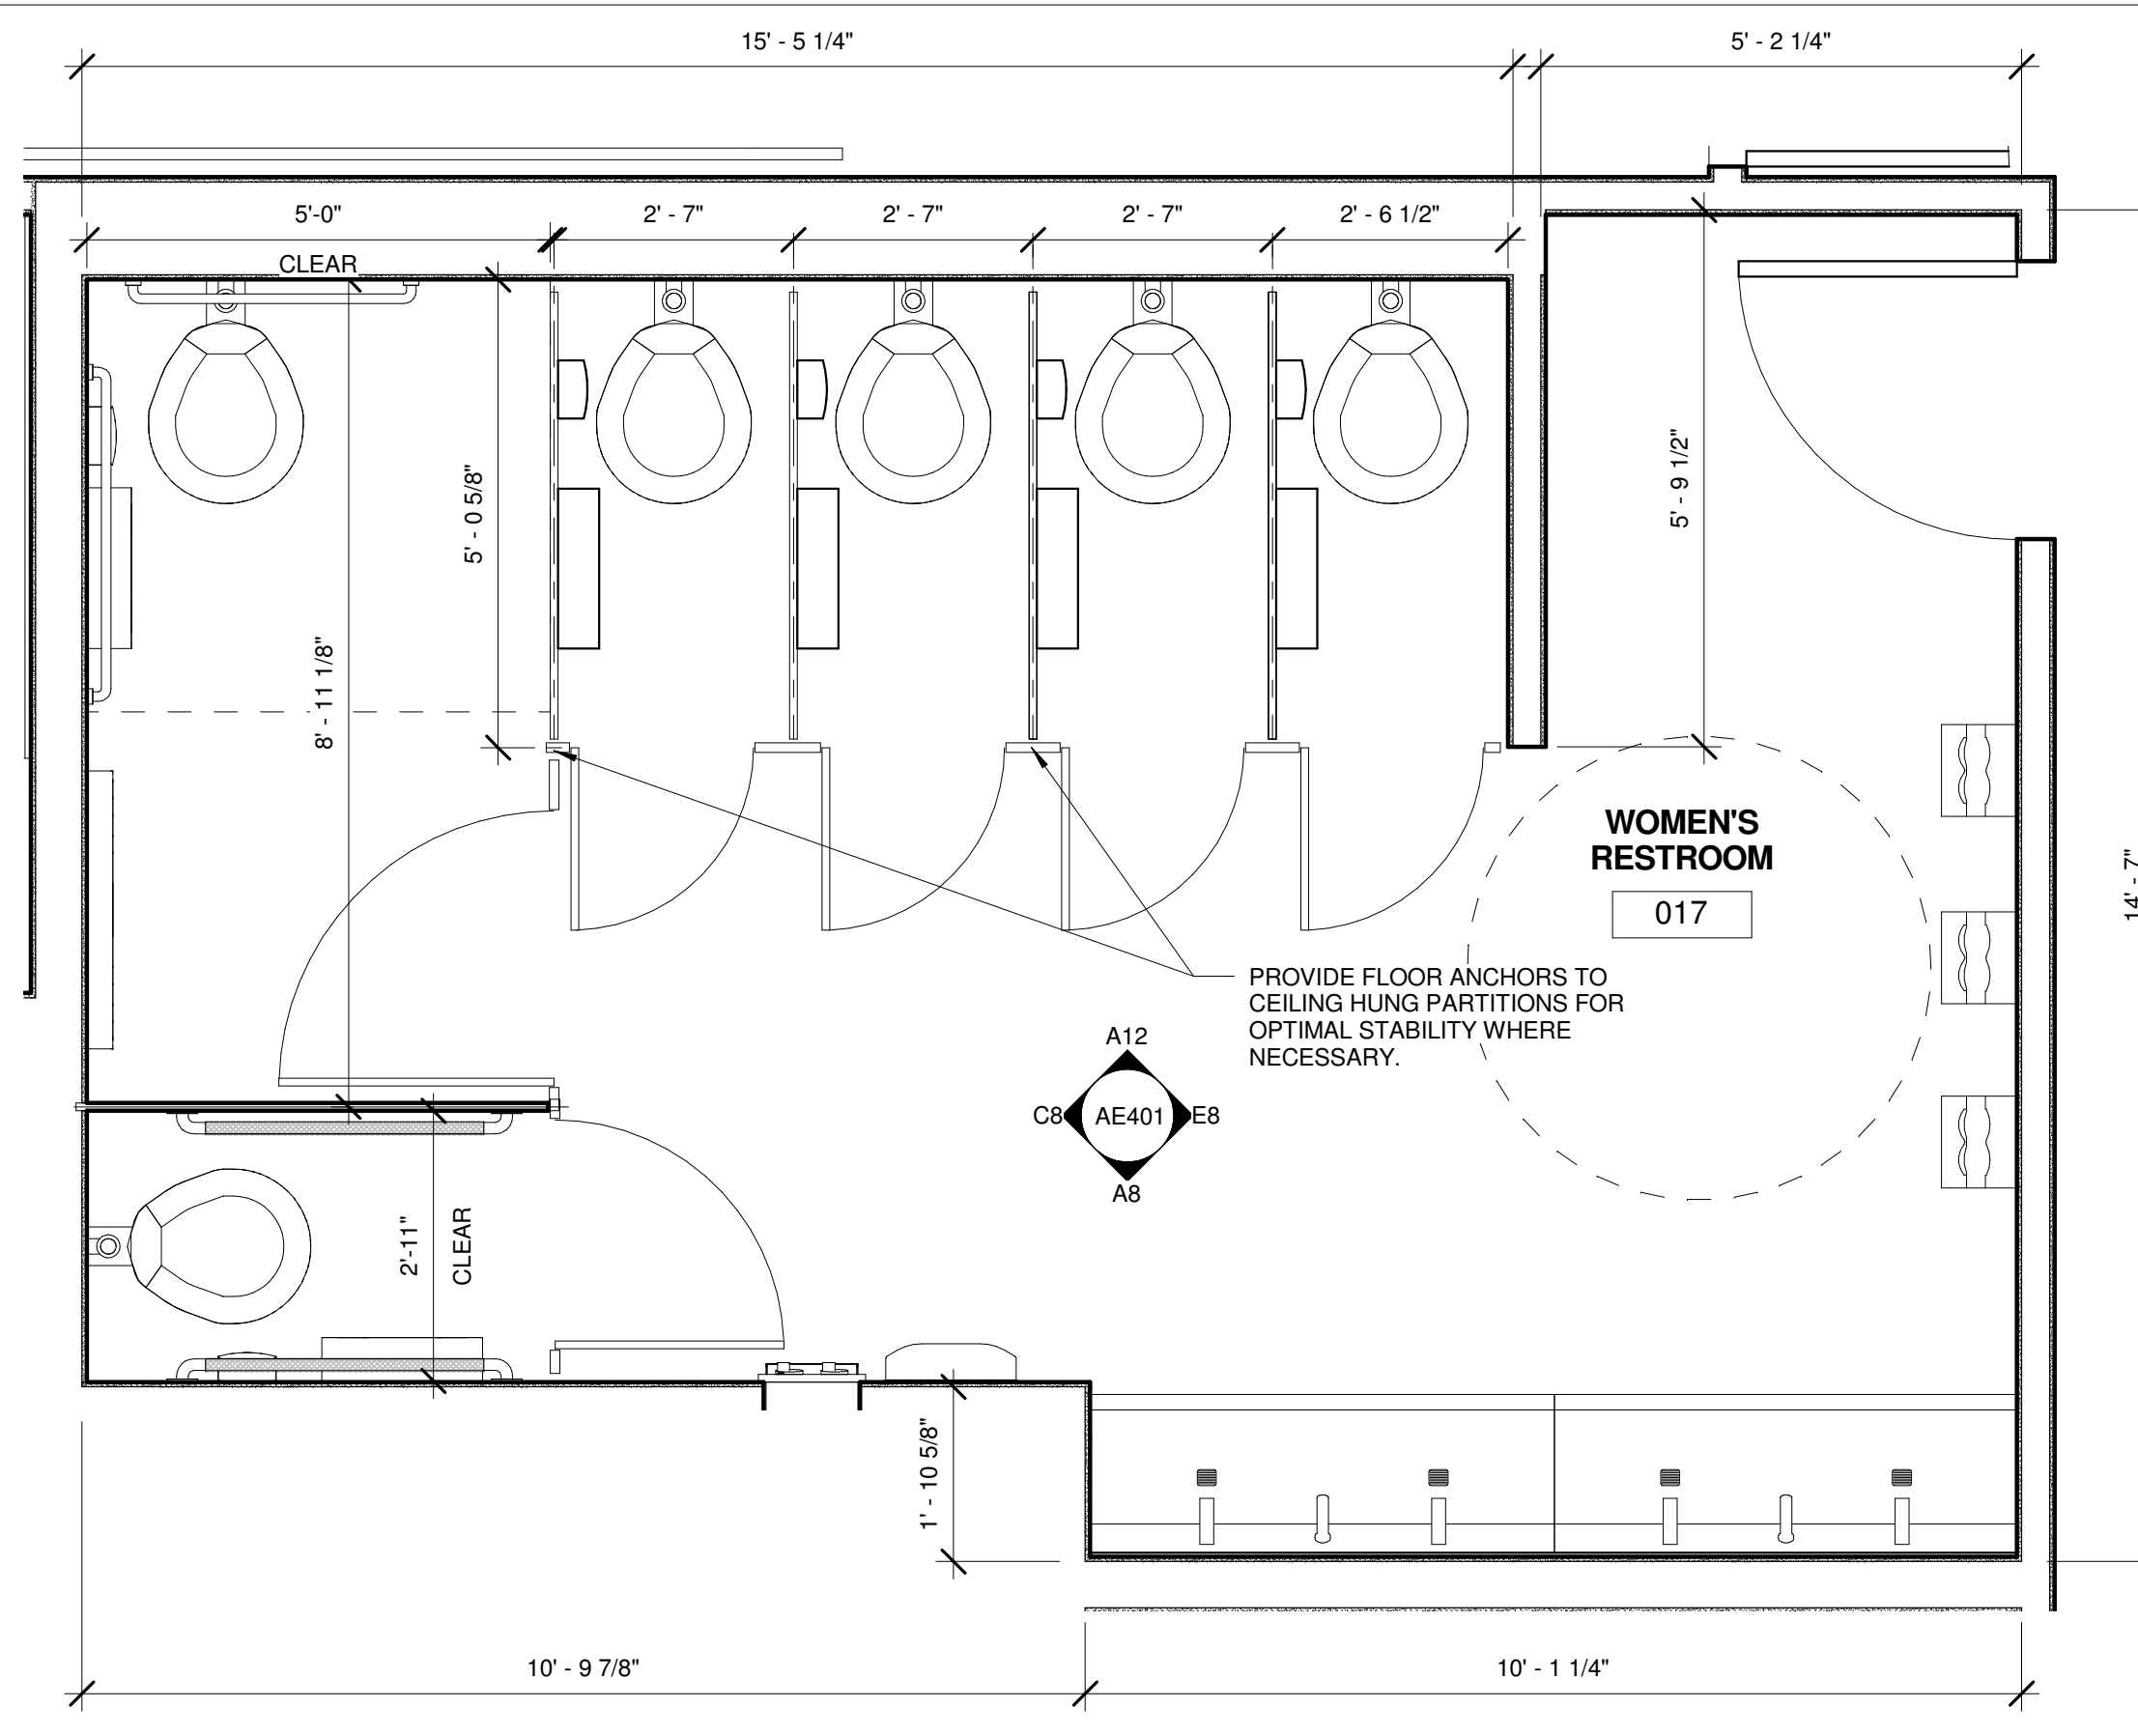 15' - 5 1/4"
5' - 2 1/4"
5'-0"
CLEAR
2' - 7"
2' - 7"
2' - 7"
2' - 6 1/2"
5' - 0 5/8"
8' - 11 1/8"
5' - 9 1/2"
WOMEN'S
RESTROOM
017
14' - 7"
PROVIDE FLOOR ANCHORS TO
CEILING HUNG PARTITIONS FOR
OPTIMAL STABILITY WHERE
NECESSARY.
A12
C8
AE401
E8
A8
2'-11"
CLEAR
1' - 10 5/8"
10' - 9 7/8"
10' - 1 1/4"